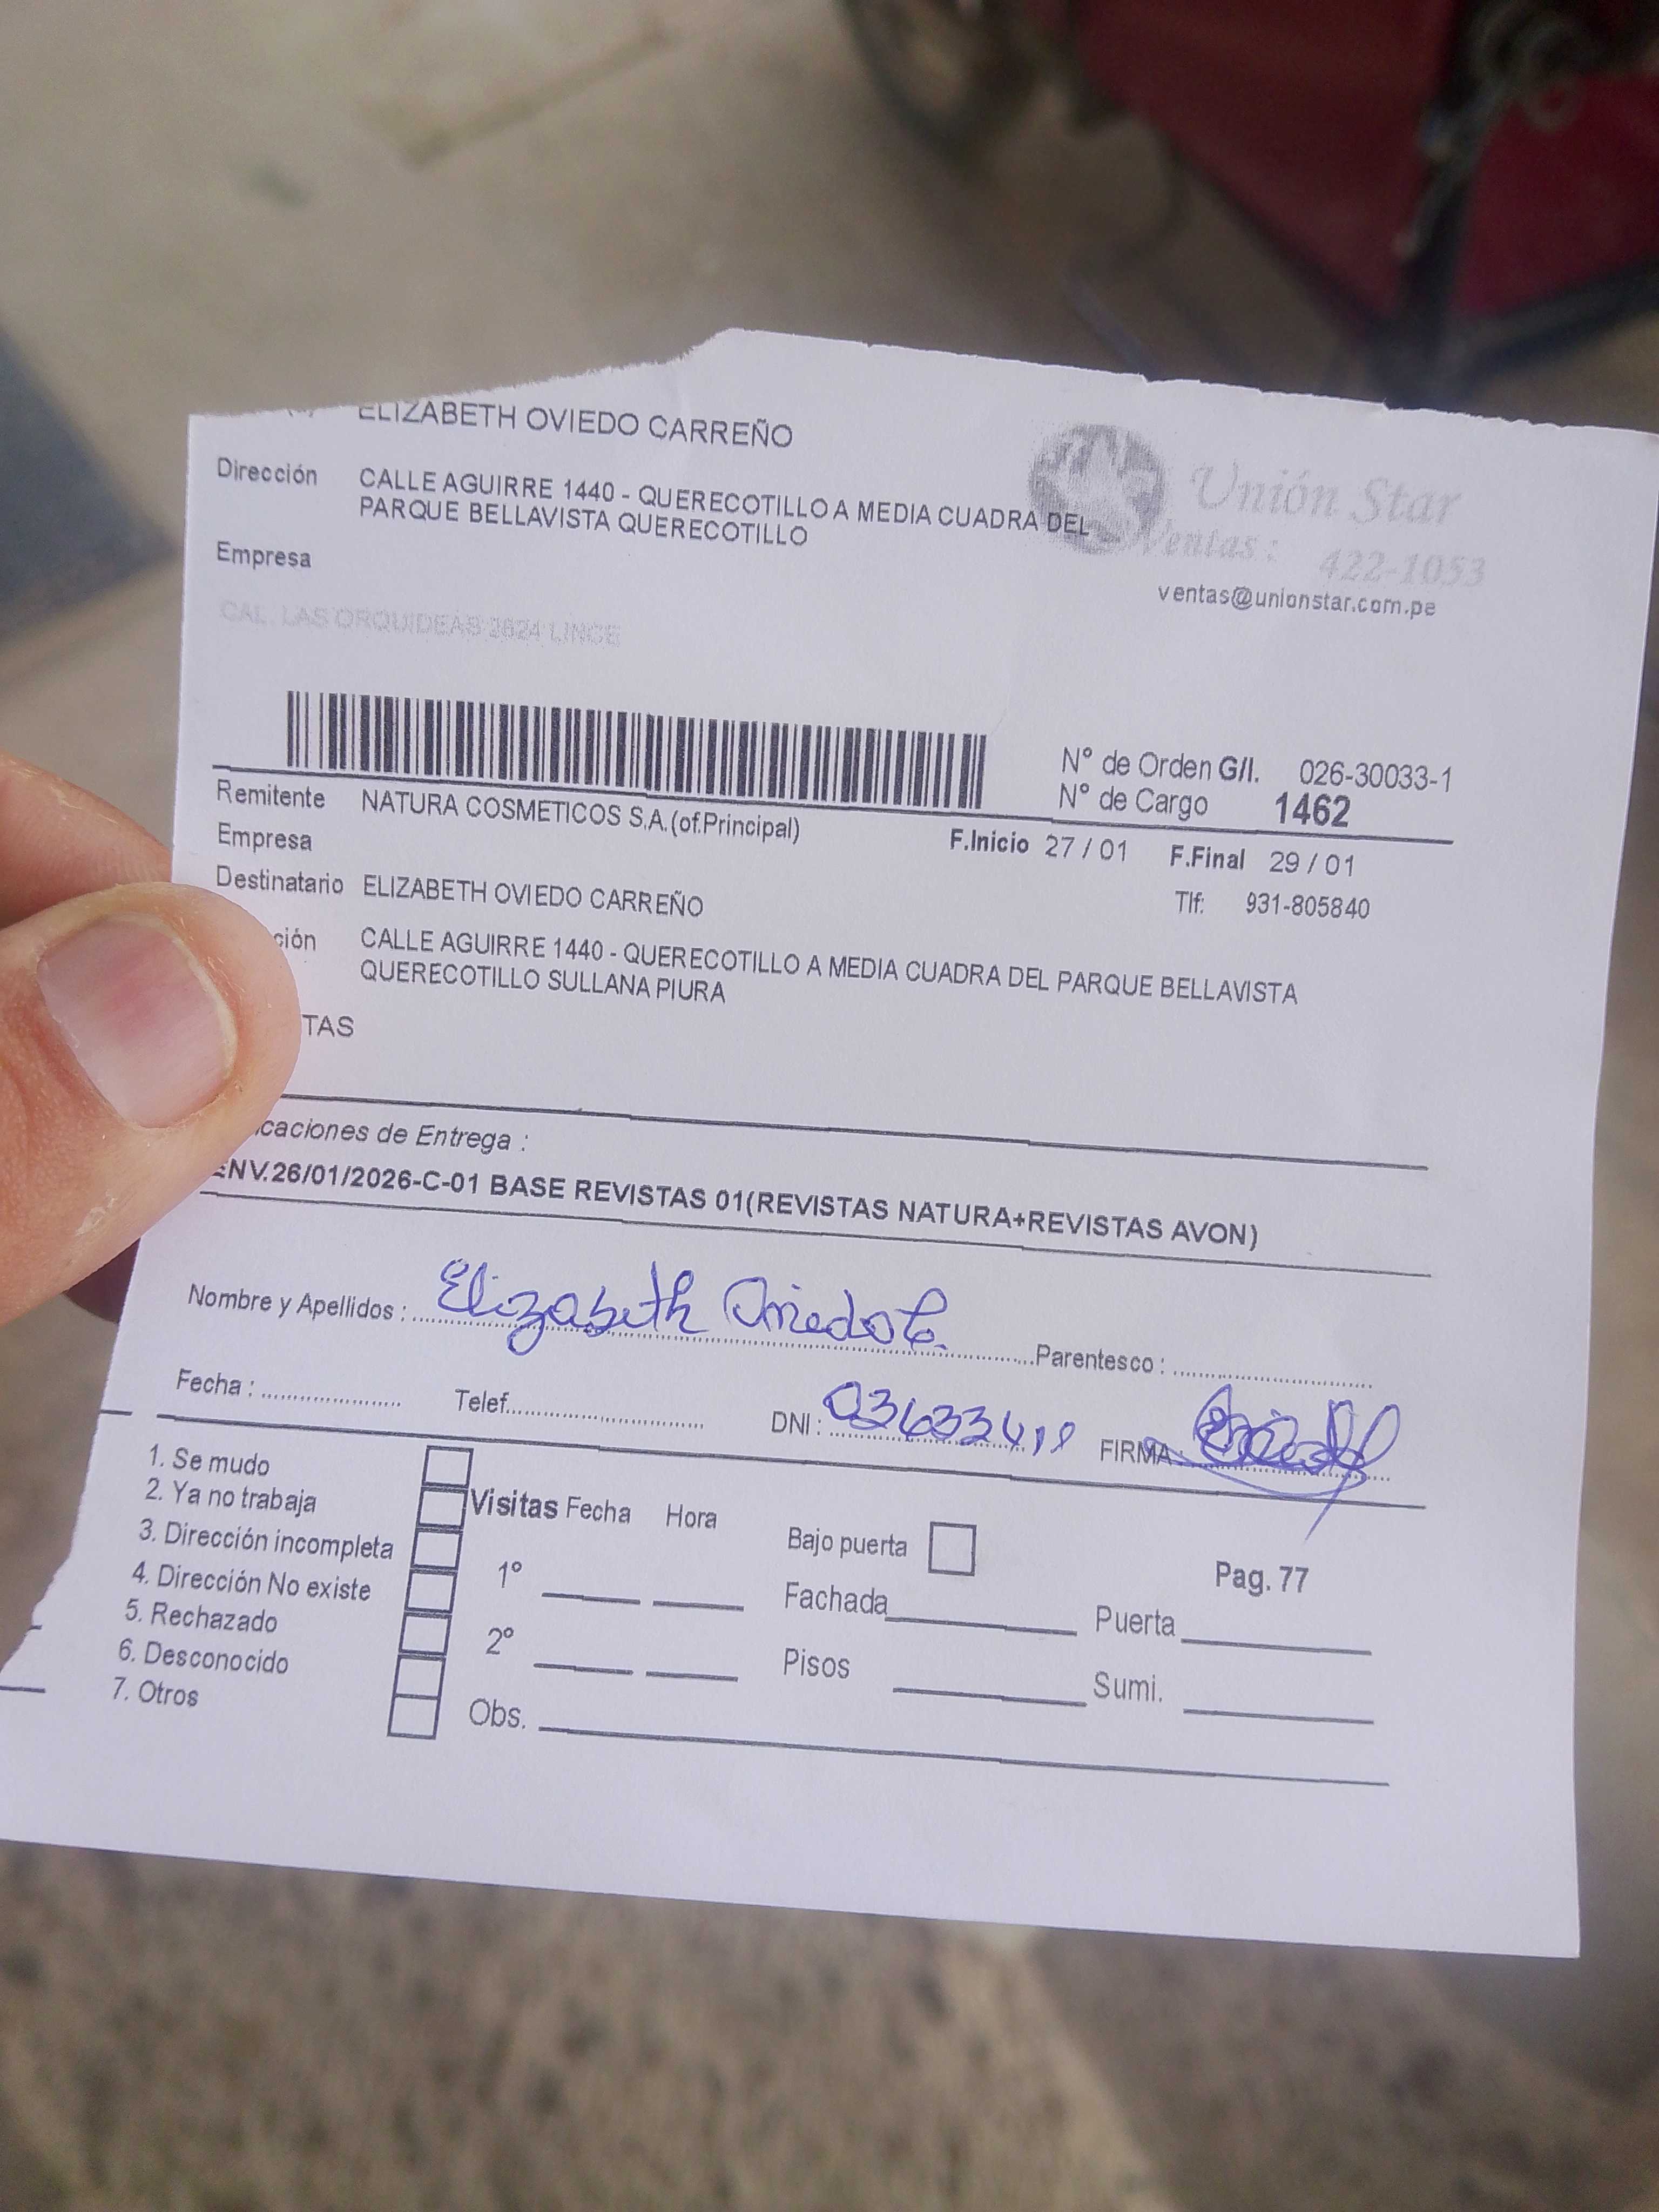 ELIZABETH OVIEDO CARREÑO
Dirección CALLE AGUIRRE 1440 - QUERECOTILLO A MEDIA CUADRA DEL
PARQUE BELLAVISTA QUERECOTILLO
Unión Star
Ventas : 422-1053
ventas@unionstar.com.pe
Empresa
CAL. LAS ORQUIDEAS 2624 LINCE
Nº de Orden G/I. 026-30033-1
Nº de Cargo 1462
Remitente NATURA COSMETICOS S.A.(of.Principal)
Empresa F.Inicio 27 / 01 F.Final 29 / 01
Destinatario ELIZABETH OVIEDO CARREÑO Tlf: 931-805840
ción CALLE AGUIRRE 1440 - QUERECOTILLO A MEDIA CUADRA DEL PARQUE BELLAVISTA
QUERECOTILLO SULLANA PIURA
TAS
caciones de Entrega :
ENV.26/01/2026-C-01 BASE REVISTAS 01(REVISTAS NATURA+REVISTAS AVON)
Nombre y Apellidos : Elizabeth Oviedo C. Parentesco :
Fecha : Telef. DNI : FIRMA
1. Se mudo
2. Ya no trabaja
3. Dirección incompleta
4. Dirección No existe
5. Rechazado
6. Desconocido
7. Otros
Visitas Fecha Hora
1º
2º
Obs.
Bajo puerta
Pag. 77
Fachada Puerta
Pisos Sumi.